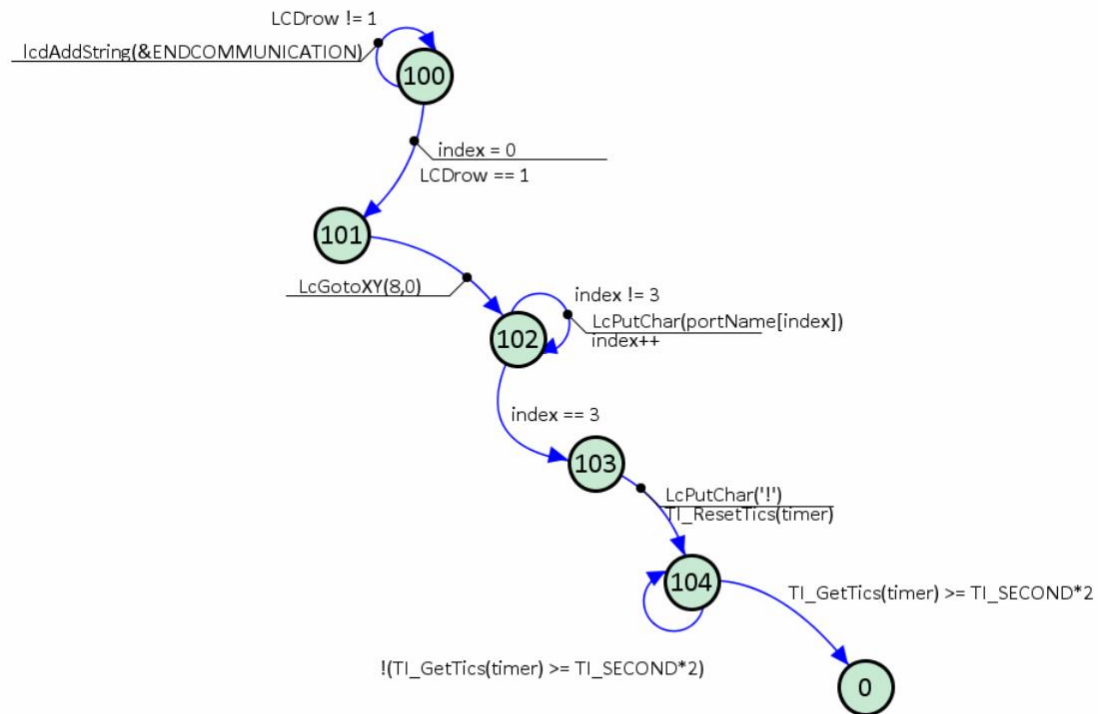 LCDrow != 1
lcdAddString(&ENDCOMMUNICATION)
100
index = 0
LCDrow == 1
101
LcGotoXY(8,0)
index != 3
LcPutChar(portName[index])
index++
102
index == 3
103
LcPutChar('!')
TI_ResetTics(timer)
104
TI_GetTics(timer) >= TI_SECOND*2
!(TI_GetTics(timer) >= TI_SECOND*2)
0